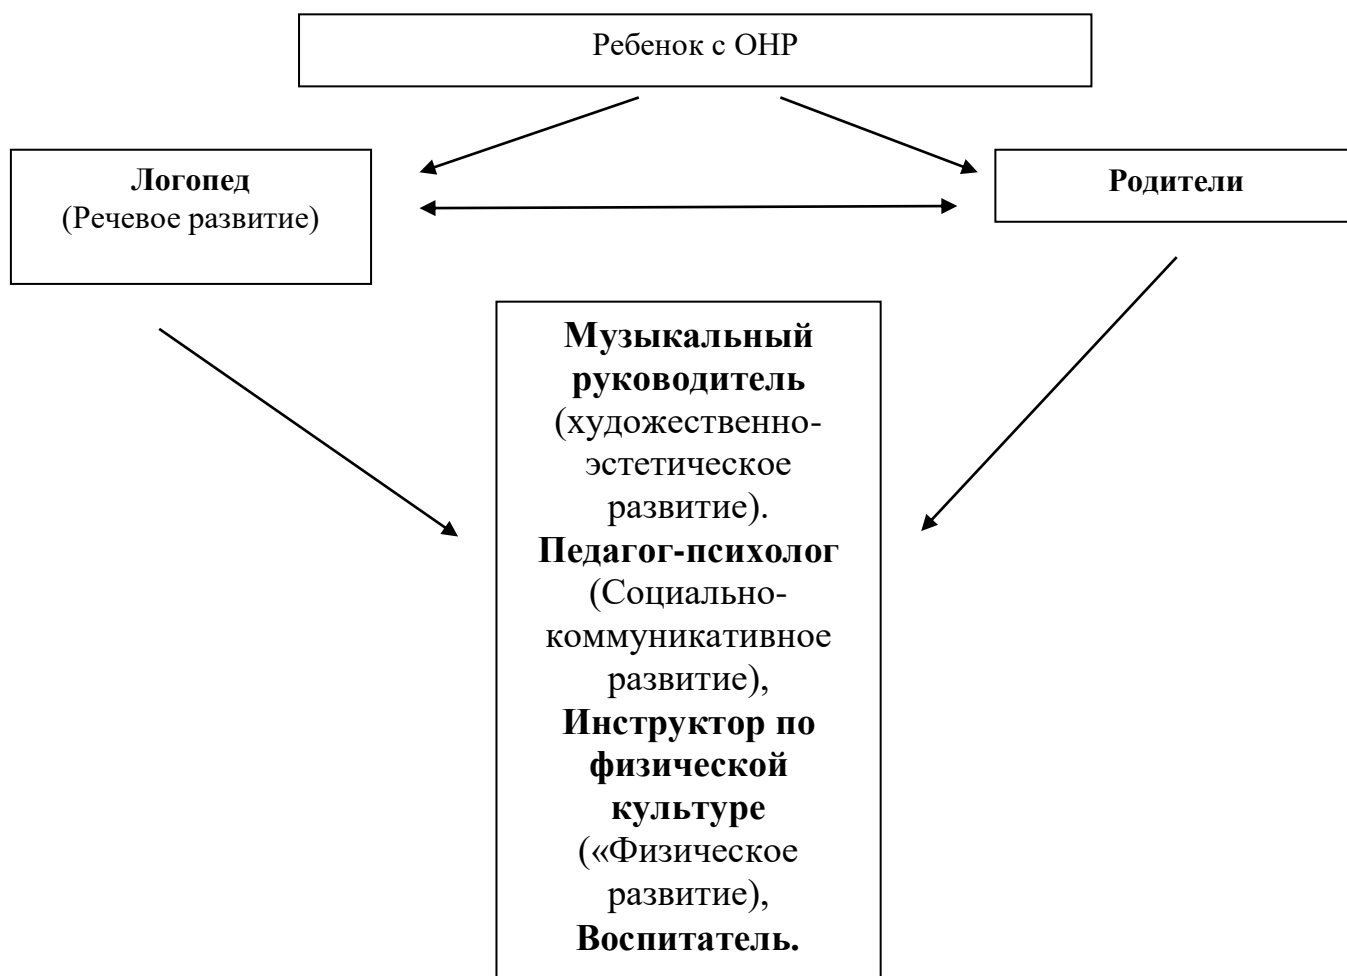 Ребенок с ОНР
Логопед
(Речевое развитие)
Родители
Музыкальный
руководитель
(художественно-
эстетическое
развитие).
Педагог-психолог
(Социально-
коммуникативное
развитие),
Инструктор по
физической
культуре
(«Физическое
развитие),
Воспитатель.